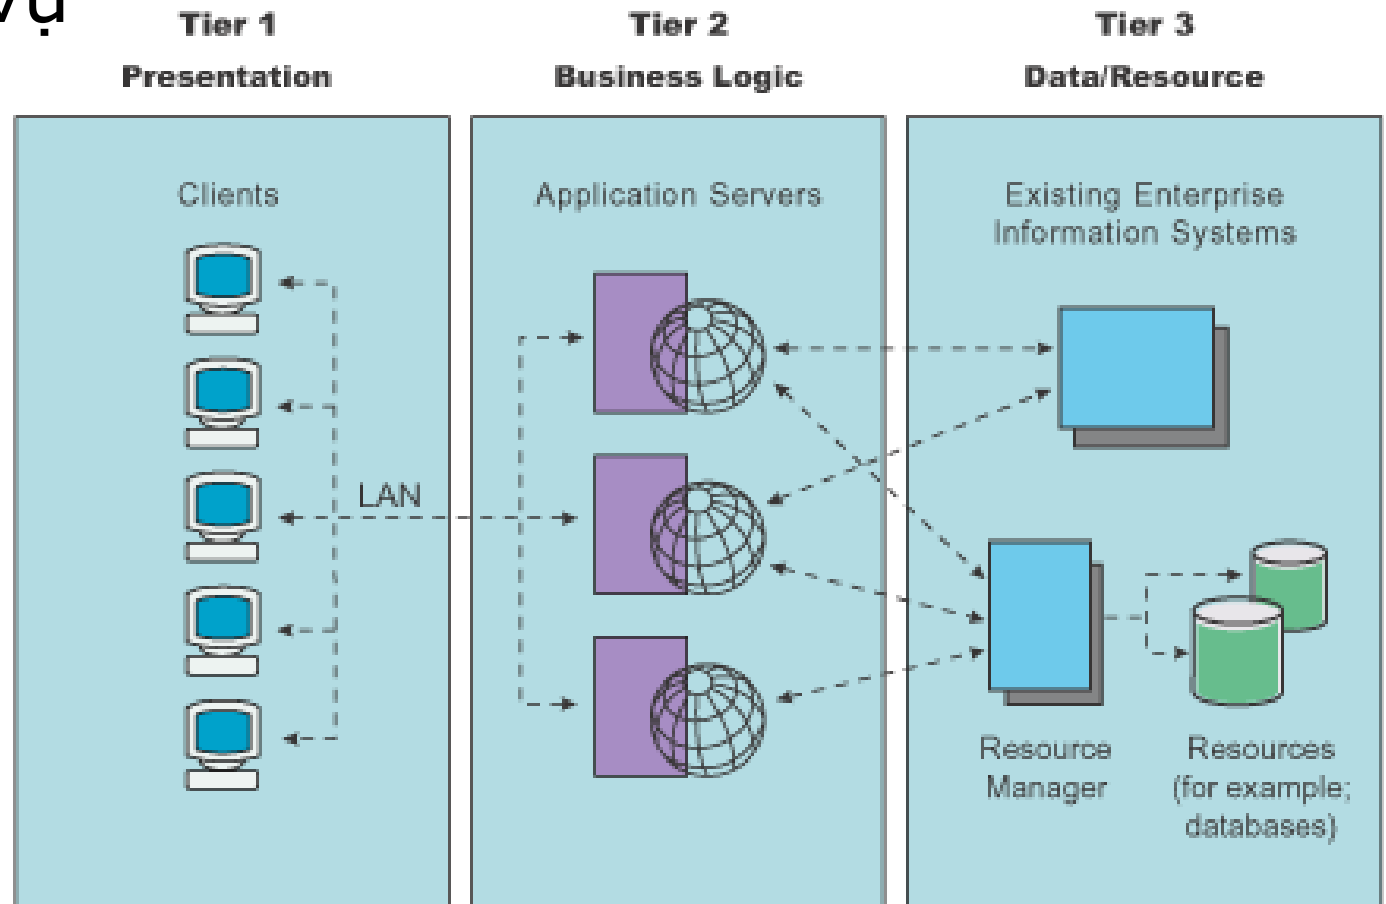 vụ
Tier 1
Presentation
Tier 2
Business Logic
Tier 3
Data/Resource
Clients
LAN
Application Servers
Existing Enterprise
Information Systems
Resource
Manager
Resources
(for example;
databases)